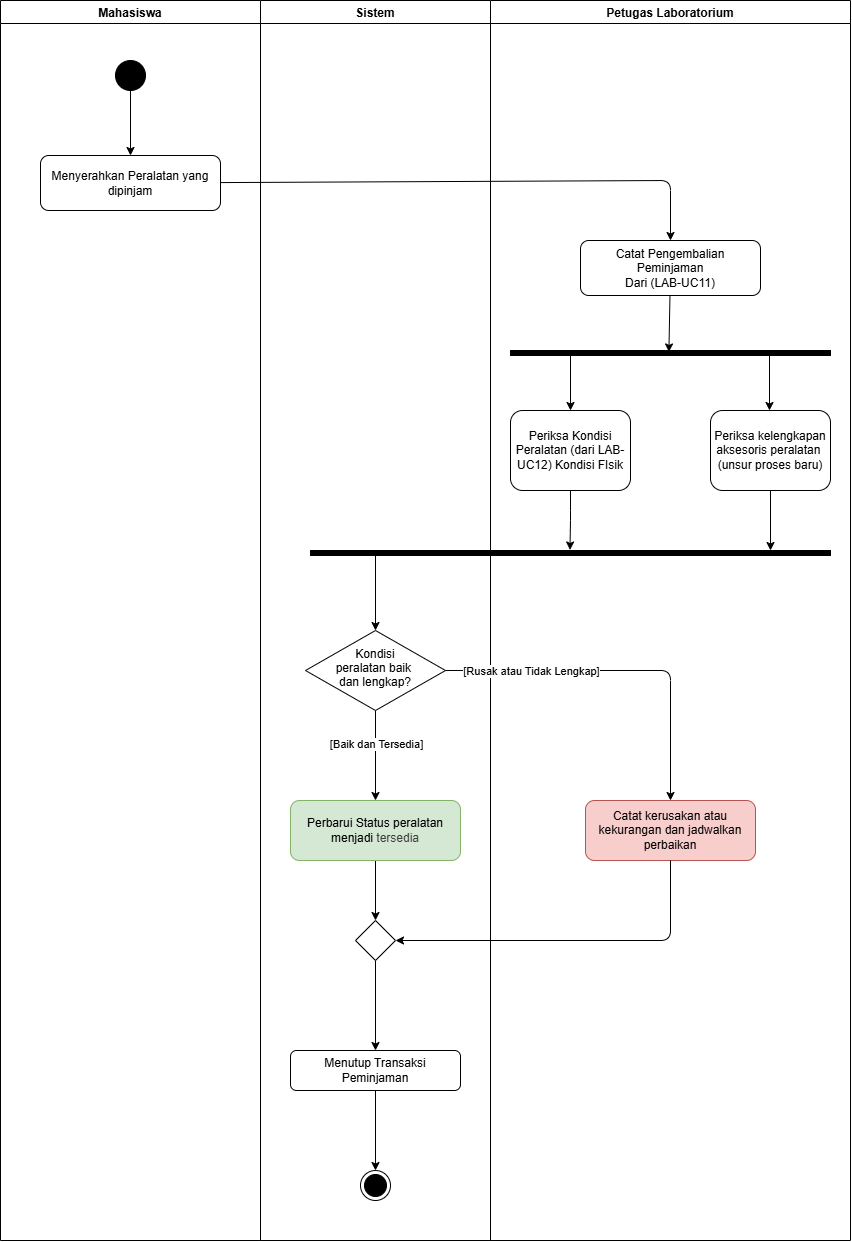 Mahasiswa
Sistem
Petugas Laboratorium
Menyerahkan Peralatan yang
dipinjam
Catat Pengembalian
Peminjaman
Dari (LAB-UC11)
Periksa Kondisi
Peralatan (dari LAB-
UC12) Kondisi FIsik
Periksa kelengkapan
aksesoris peralatan
(unsur proses baru)
Kondisi
peralatan baik
dan lengkap?
[Rusak atau Tidak Lengkap]
[Baik dan Tersedia]
Perbarui Status peralatan
menjadi tersedia
Catat kerusakan atau
kekurangan dan jadwalkan
perbaikan
Menutup Transaksi
Peminjaman